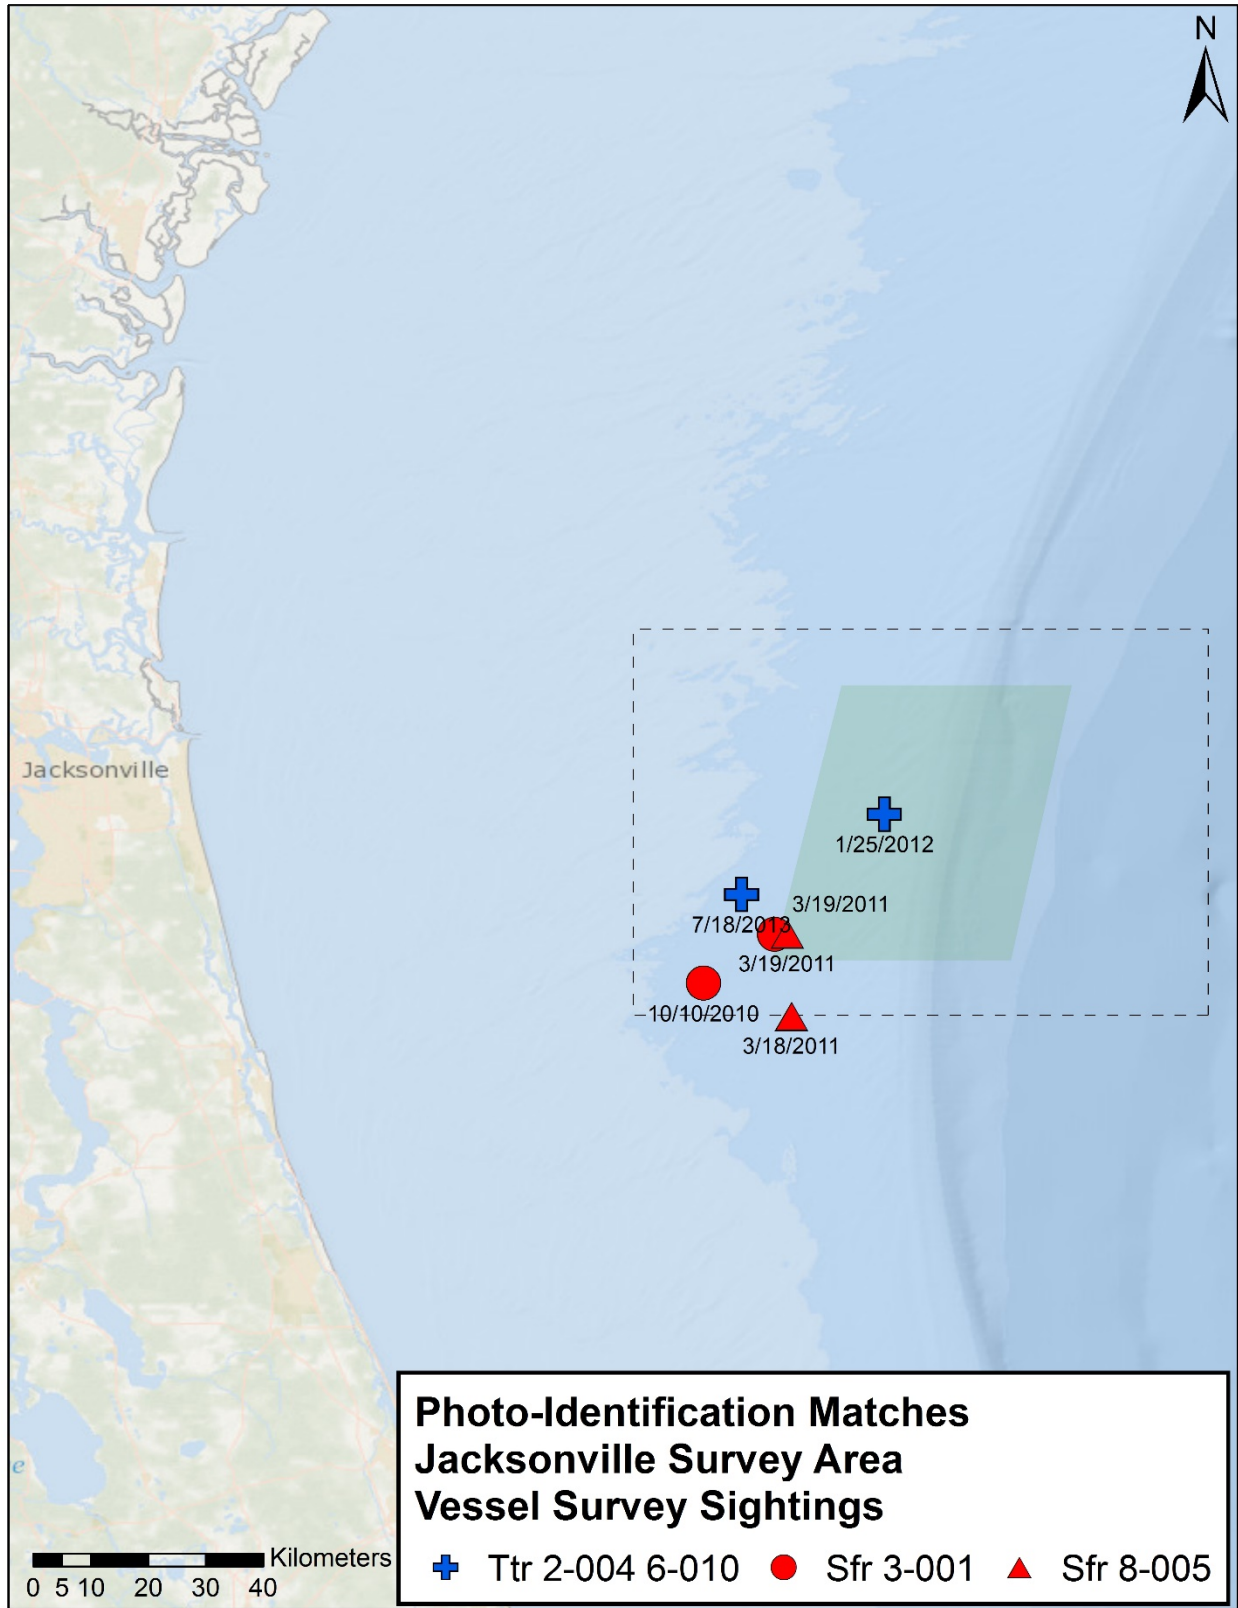 N
Jacksonville
1/25/2012
3/19/2011
7/18/2013
3/19/2011
10/10/2010
3/18/2011
e
Photo-Identification Matches
Jacksonville Survey Area
Vessel Survey Sightings
Ttr 2-004 6-010 Sfr 3-001 Sfr 8-005
Kilometers
0 5 10 20 30 40